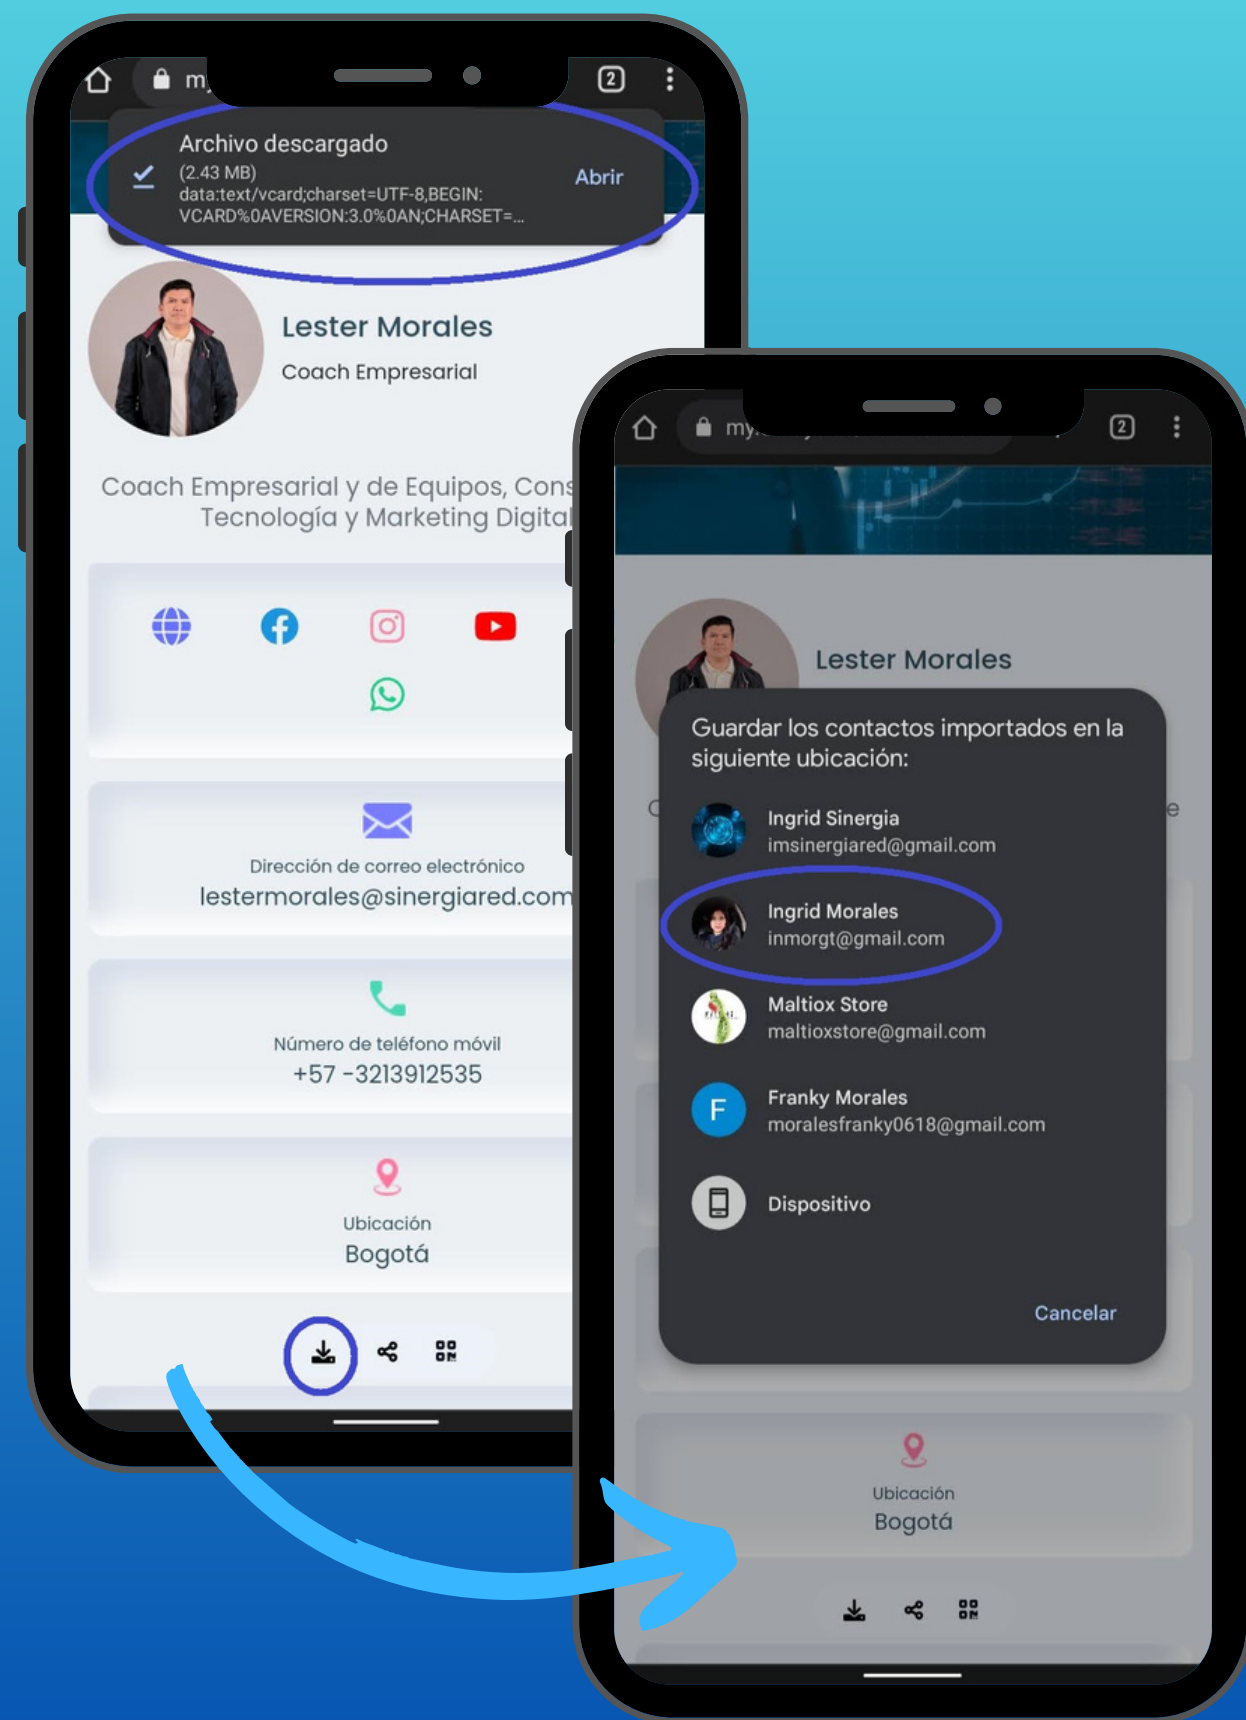 my
2
Archivo descargado
(2.43 MB)
data:text/vcard;charset=UTF-8,BEGIN:
VCARD%0AVERSION:3.0%0AN;CHARSET=...
Abrir
Lester Morales
Coach Empresarial
Coach Empresarial y de Equipos, Cons
Tecnología y Marketing Digital
Dirección de correo electrónico
lestermorales@sinergiared.com
Número de teléfono móvil
+57 -3213912535
Ubicación
Bogotá
my.
2
Lester Morales
Guardar los contactos importados en la
siguiente ubicación:
Ingrid Sinergia
imsinergiared@gmail.com
Ingrid Morales
inmorgt@gmail.com
Maltiox Store
maltioxstore@gmail.com
F
Franky Morales
moralesfranky0618@gmail.com
Dispositivo
Cancelar
Ubicación
Bogotá